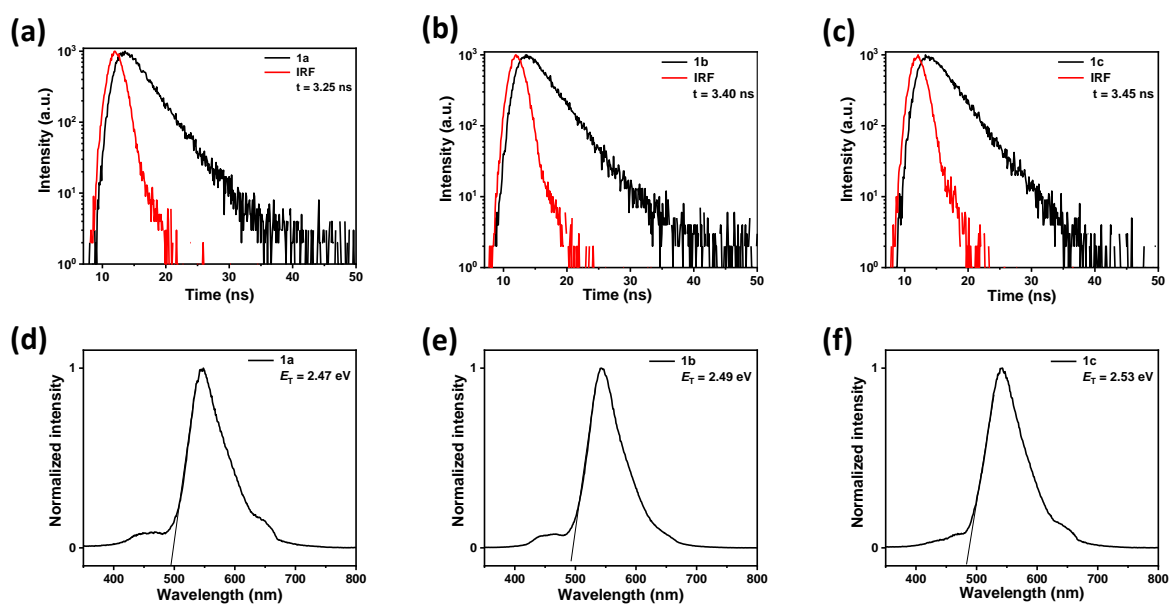 (a)
10³
10²
10¹
10⁰
Intensity (a.u.)
1a
IRF
t = 3.25 ns
10
20
30
40
50
Time (ns)
(b)
10³
10²
10¹
10⁰
Intensity (a.u.)
1b
IRF
t = 3.40 ns
10
20
30
40
50
Time (ns)
(c)
10³
10²
10¹
10⁰
Intensity (a.u.)
1c
IRF
t = 3.45 ns
10
20
30
40
50
Time (ns)
(d)
1
0
Normalized intensity
1a
E_T = 2.47 eV
400
500
600
700
800
Wavelength (nm)
(e)
1
0
Normalized intensity
1b
E_T = 2.49 eV
400
500
600
700
800
Wavelength (nm)
(f)
1
0
Normalized intensity
1c
E_T = 2.53 eV
400
500
600
700
800
Wavelength (nm)